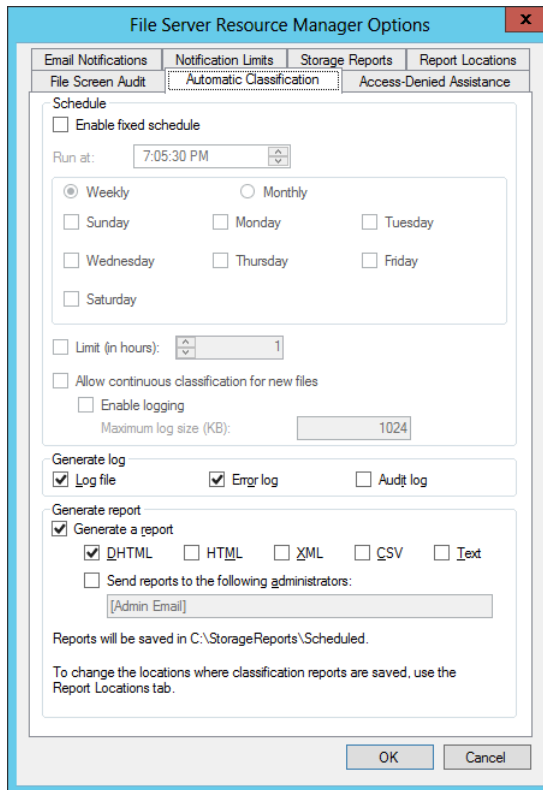 File Server Resource Manager Options
x
Email Notifications Notification Limits Storage Reports Report Locations
File Screen Audit Automatic Classification Access-Denied Assistance
Schedule
Enable fixed schedule
Run at: 7:05:30 PM
Weekly Monthly
Sunday Monday Tuesday
Wednesday Thursday Friday
Saturday
Limit (in hours): 1
Allow continuous classification for new files
Enable logging
Maximum log size (KB): 1024
Generate log
Log file Error log Audit log
Generate report
Generate a report
DHTML HTML XML CSV Text
Send reports to the following administrators:
[Admin Email]
Reports will be saved in C:\StorageReports\Scheduled.
To change the locations where classification reports are saved, use the
Report Locations tab.
OK Cancel